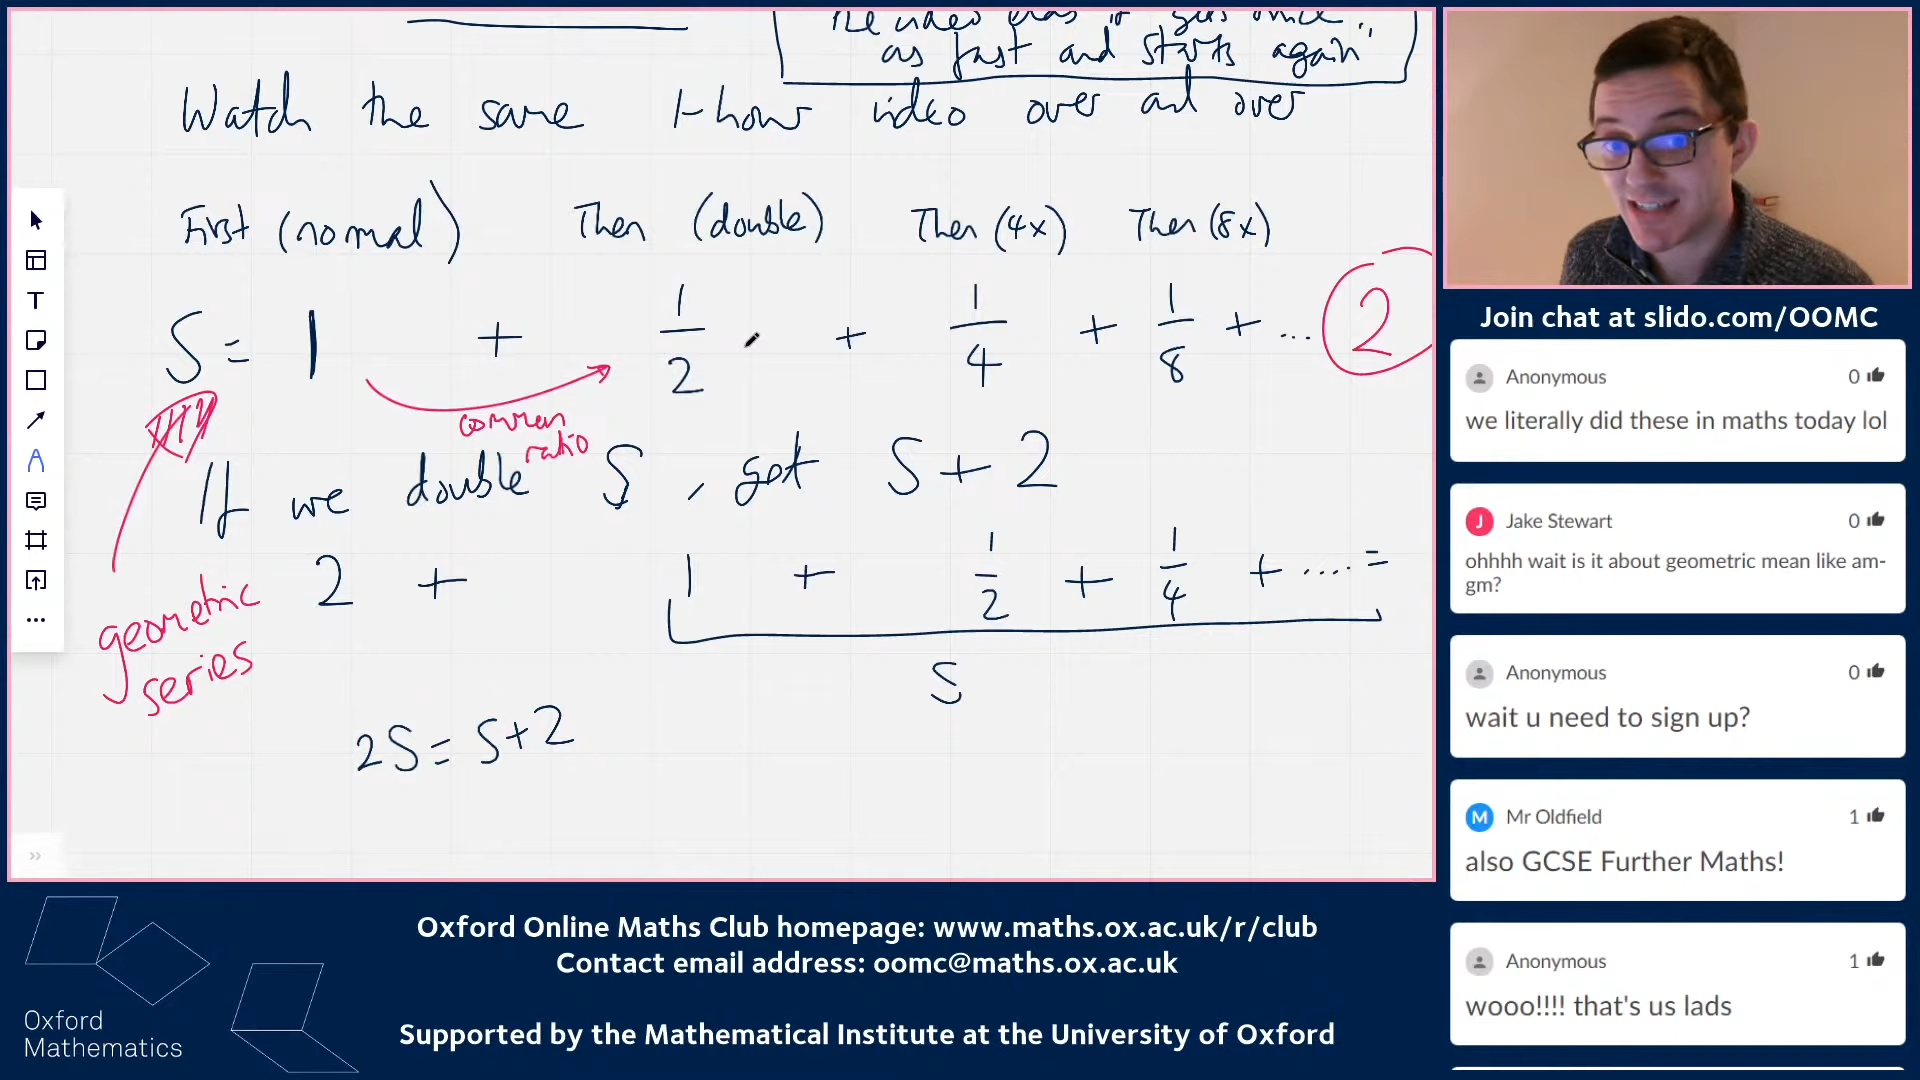 as fast and starts again"
Watch the same 1-hour video over and over
First (normal) Then (double) Then (4x) Then (8x)
S = 1 + 1/2 + 1/4 + 1/8 + ... 2
common
ratio
If we double S, get S+2
2 + 1 + 1/2 + 1/4 + .... =
S
geometric
series
2S = S+2
Join chat at slido.com/OOMC
Anonymous 0
we literally did these in maths today lol
J Jake Stewart 0
ohhhh wait is it about geometric mean like am-
gm?
Anonymous 0
wait u need to sign up?
M Mr Oldfield 1
also GCSE Further Maths!
Anonymous 1
wooo!!!! that's us lads
Oxford
Mathematics
Oxford Online Maths Club homepage: www.maths.ox.ac.uk/r/club
Contact email address: oomc@maths.ox.ac.uk
Supported by the Mathematical Institute at the University of Oxford